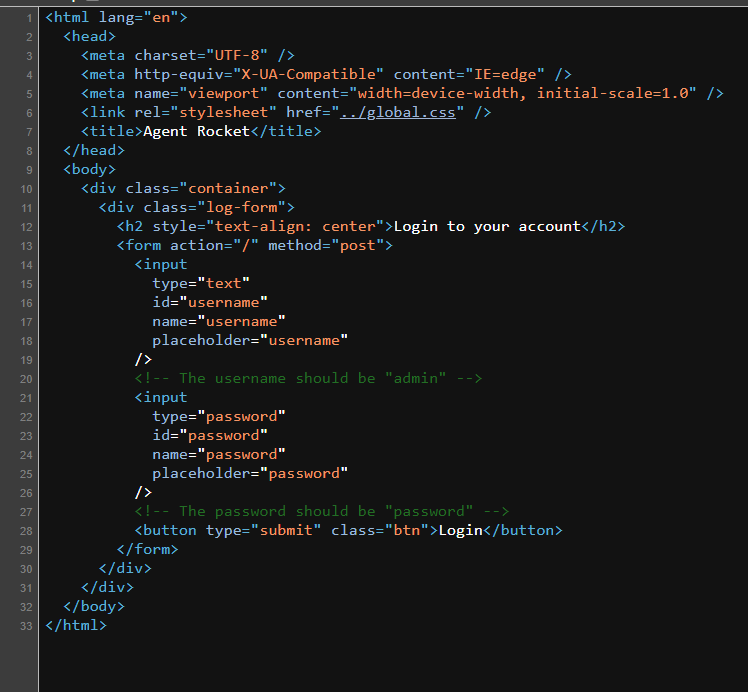 1 <html lang="en">
2 <head>
3 <meta charset="UTF-8" />
4 <meta http-equiv="X-UA-Compatible" content="IE=edge" />
5 <meta name="viewport" content="width=device-width, initial-scale=1.0" />
6 <link rel="stylesheet" href="../global.css" />
7 <title>Agent Rocket</title>
8 </head>
9 <body>
10 <div class="container">
11 <div class="log-form">
12 <h2 style="text-align: center">Login to your account</h2>
13 <form action="/" method="post">
14 <input
15 type="text"
16 id="username"
17 name="username"
18 placeholder="username"
19 />
20 <!-- The username should be "admin" -->
21 <input
22 type="password"
23 id="password"
24 name="password"
25 placeholder="password"
26 />
27 <!-- The password should be "password" -->
28 <button type="submit" class="btn">Login</button>
29 </form>
30 </div>
31 </div>
32 </body>
33 </html>